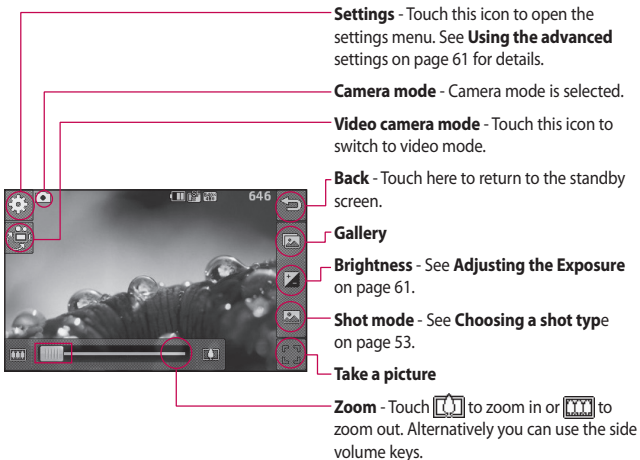 Settings - Touch this icon to open the
settings menu. See Using the advanced
settings on page 61 for details.
Camera mode - Camera mode is selected.
Video camera mode - Touch this icon to
switch to video mode.
Back - Touch here to return to the standby
screen.
Gallery
Brightness - See Adjusting the Exposure
on page 61.
Shot mode - See Choosing a shot type
on page 53.
Take a picture
Zoom - Touch to zoom in or to
zoom out. Alternatively you can use the side
volume keys.
646